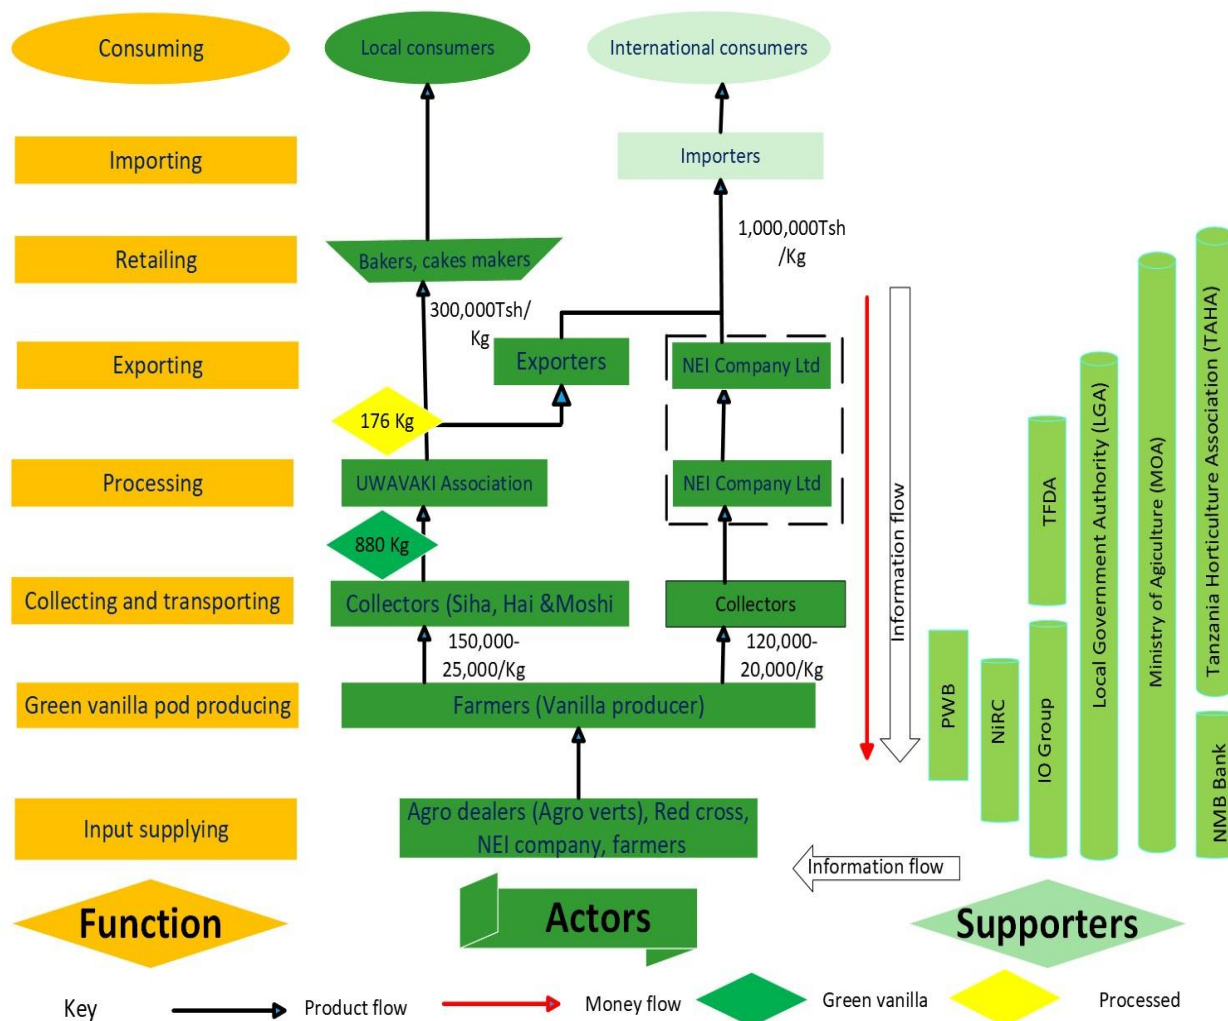 Consuming
Local consumers
International consumers
Importing
Importers
1,000,000Tsh
/Kg
Retailing
Bakers, cakes makers
300,000Tsh/
Kg
Exporting
Exporters
NEI Company Ltd
176 Kg
Processing
UWAVAKI Association
NEI Company Ltd
880 Kg
Collecting and transporting
Collectors (Siha, Hai &Moshi
Collectors
150,000-
25,000/Kg
120,000-
20,000/Kg
Green vanilla pod producing
Farmers (Vanilla producer)
Input supplying
Agro dealers (Agro verts), Red cross,
NEI company, farmers
Information flow
Information flow
PWB
NiRC
TFDA
IO Group
Local Government Authority (LGA)
Ministry of Agiculture (MOA)
Tanzania Horticulture Association (TAHA)
NMB Bank
Function
Actors
Supporters
Key
Product flow
Money flow
Green vanilla
Processed